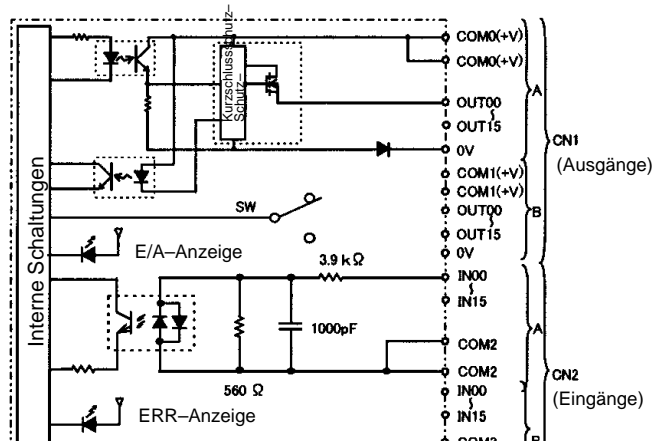 COM0(+V)
COM0(+V)
Kurzschlussschutz–
Schutz–
A
OUT00
OUT15
CN1
0V
(Ausgänge)
COM1(+V)
COM1(+V)
SW
OUT00
B
OUT15
E/A–Anzeige
0V
Interne Schaltungen
3.9 kΩ
IN00
IN15
1000pF
A
COM2
COM2
CN2
560 Ω
IN00
(Eingänge)
ERR–Anzeige
IN15